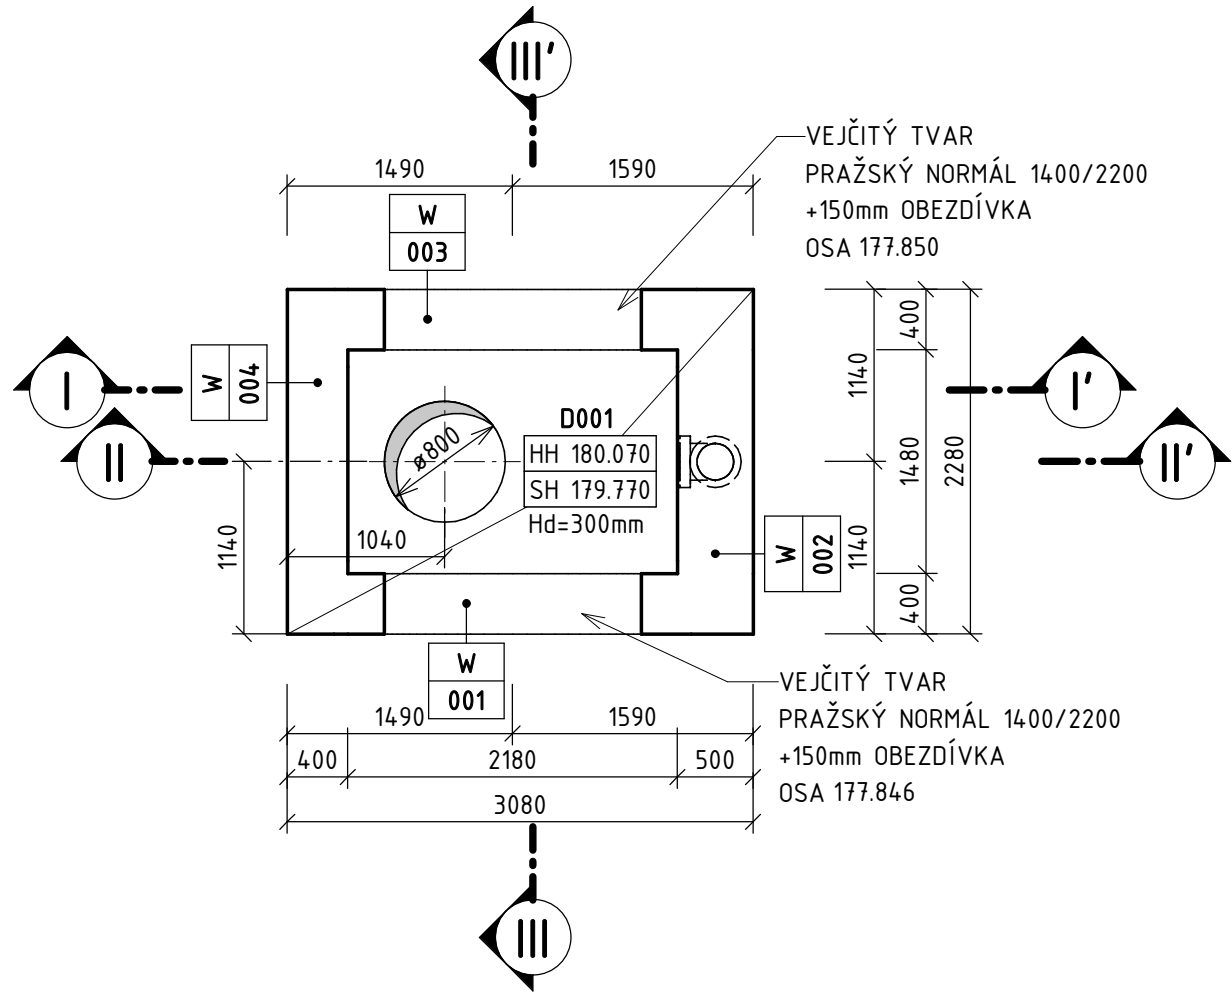 III'
1490
1590
VEJČITÝ TVAR
PRAŽSKÝ NORMÁL 1400/2200
+150mm OBEZDÍVKA
OSA 177.850
W
003
400
1140
1480
2280
1140
400
W
004
I
I'
II
II'
ø800
D001
HH 180.070
SH 179.770
Hd=300mm
1040
1140
W
002
W
001
VEJČITÝ TVAR
PRAŽSKÝ NORMÁL 1400/2200
+150mm OBEZDÍVKA
OSA 177.846
1490
1590
400
2180
500
3080
III